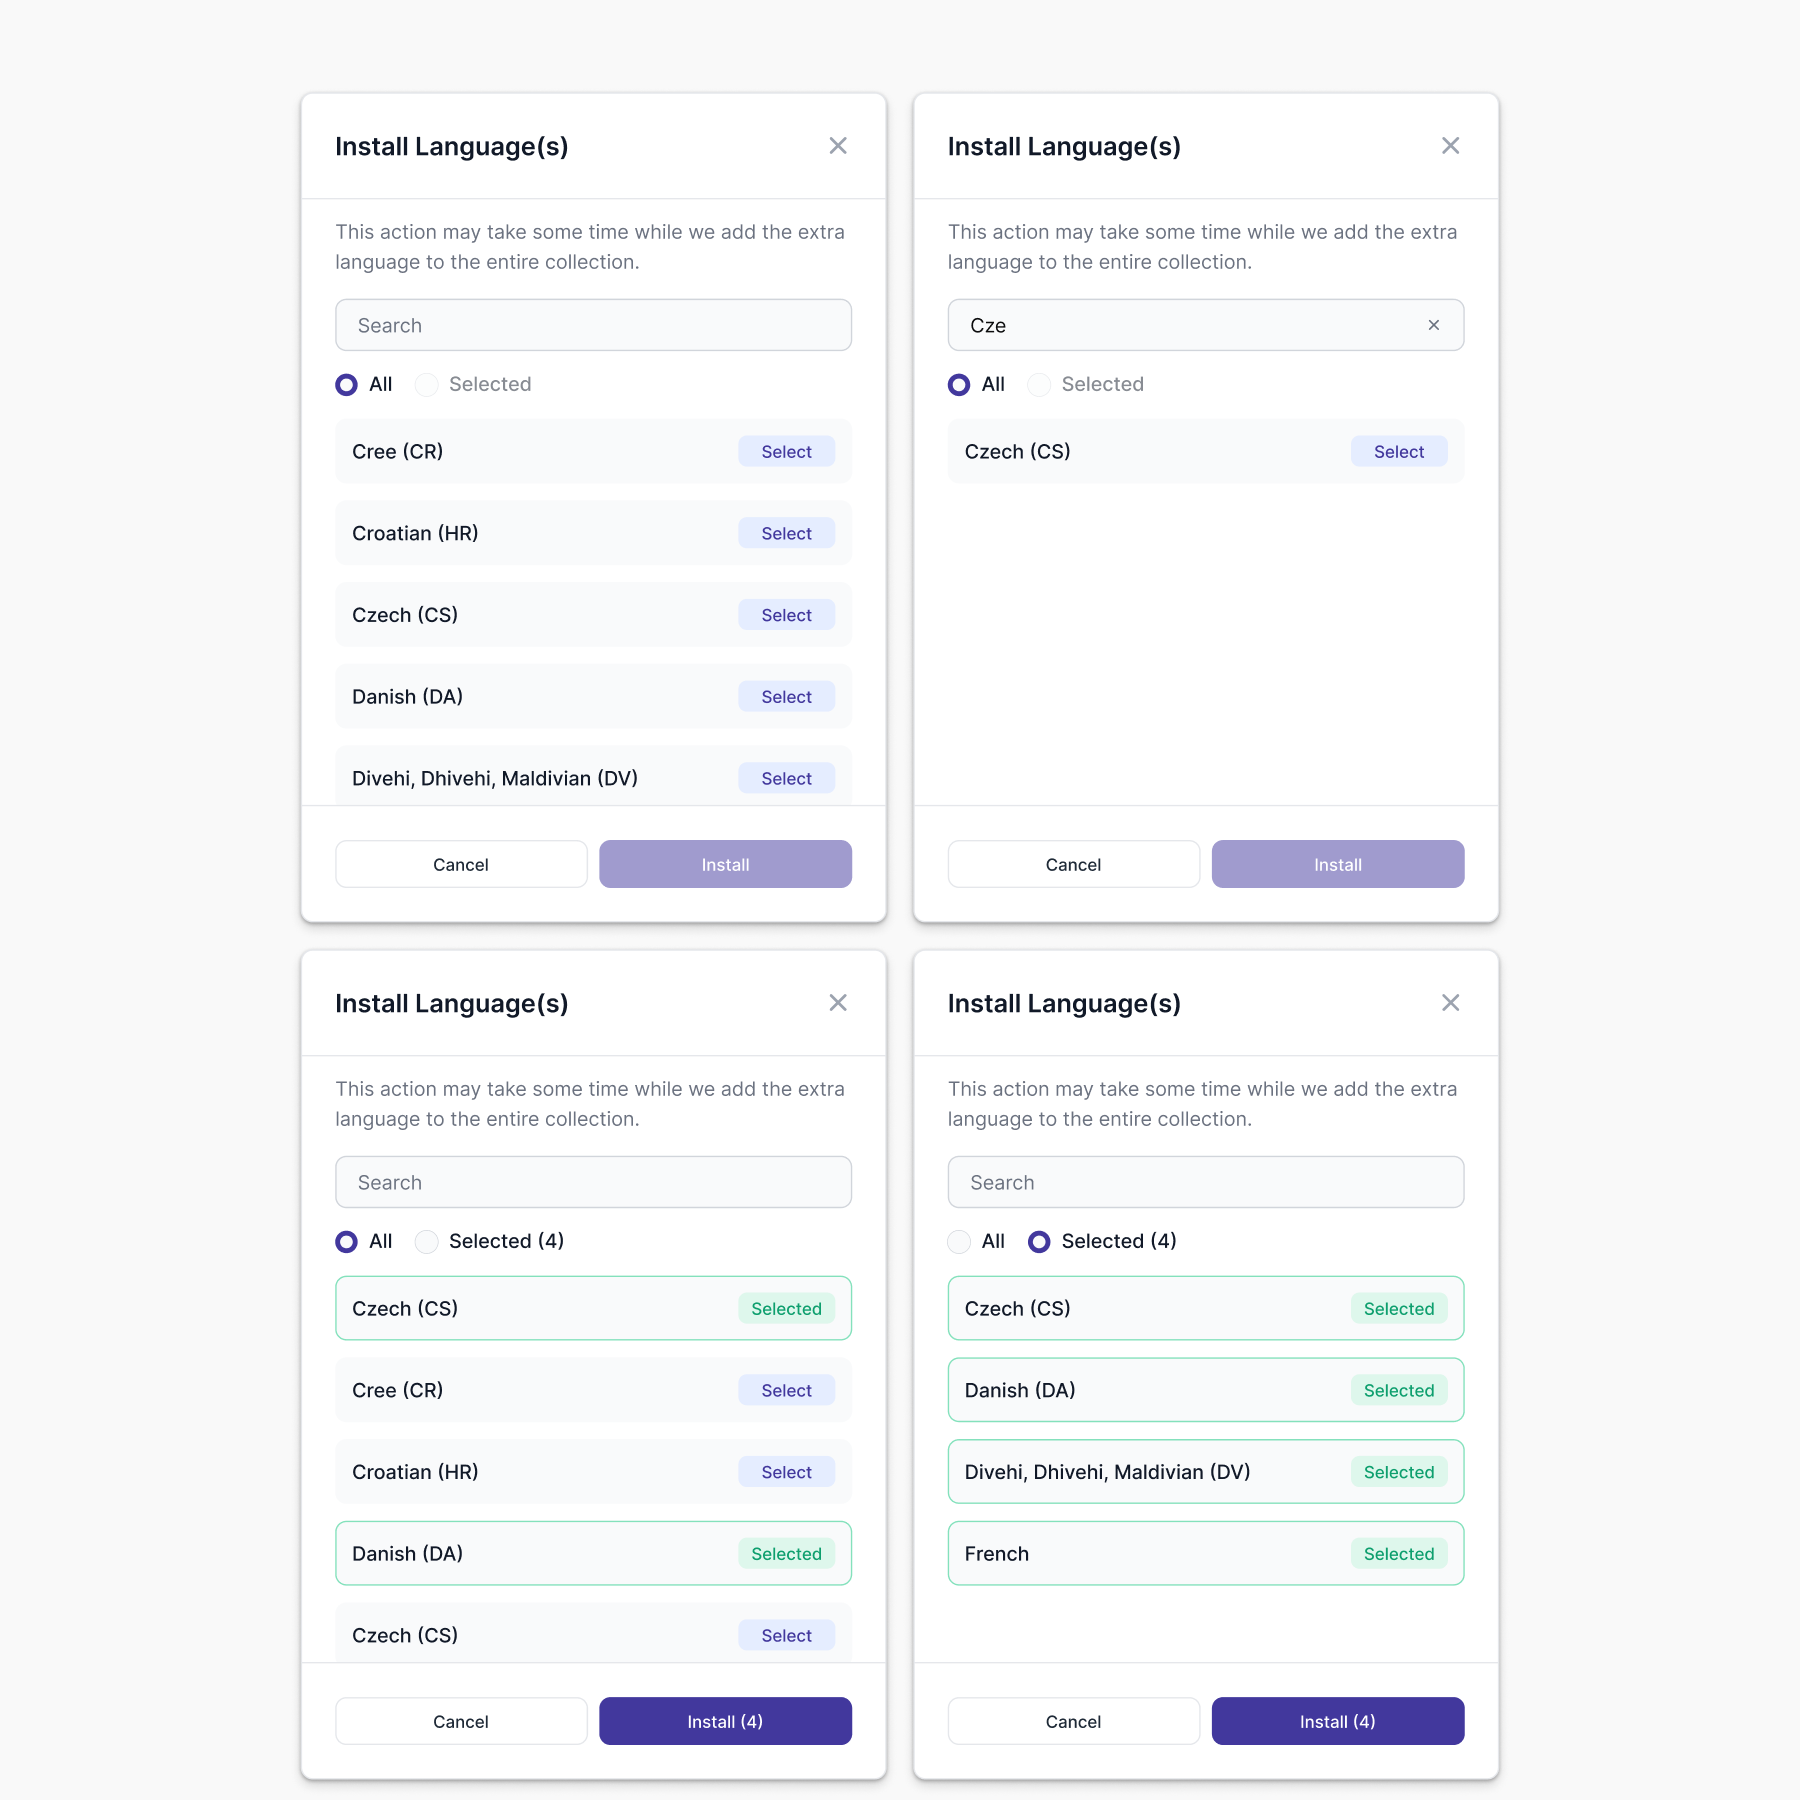 Install Language(s)
This action may take some time while we add the extra
language to the entire collection.
Search
All Selected
Cree (CR) Select
Croatian (HR) Select
Czech (CS) Select
Danish (DA) Select
Divehi, Dhivehi, Maldivian (DV) Select
Cancel Install
Install Language(s)
This action may take some time while we add the extra
language to the entire collection.
Cze
All Selected
Czech (CS) Select
Cancel Install
Install Language(s)
This action may take some time while we add the extra
language to the entire collection.
Search
All Selected (4)
Czech (CS) Selected
Cree (CR) Select
Croatian (HR) Select
Danish (DA) Selected
Czech (CS) Select
Cancel Install (4)
Install Language(s)
This action may take some time while we add the extra
language to the entire collection.
Search
All Selected (4)
Czech (CS) Selected
Danish (DA) Selected
Divehi, Dhivehi, Maldivian (DV) Selected
French Selected
Cancel Install (4)